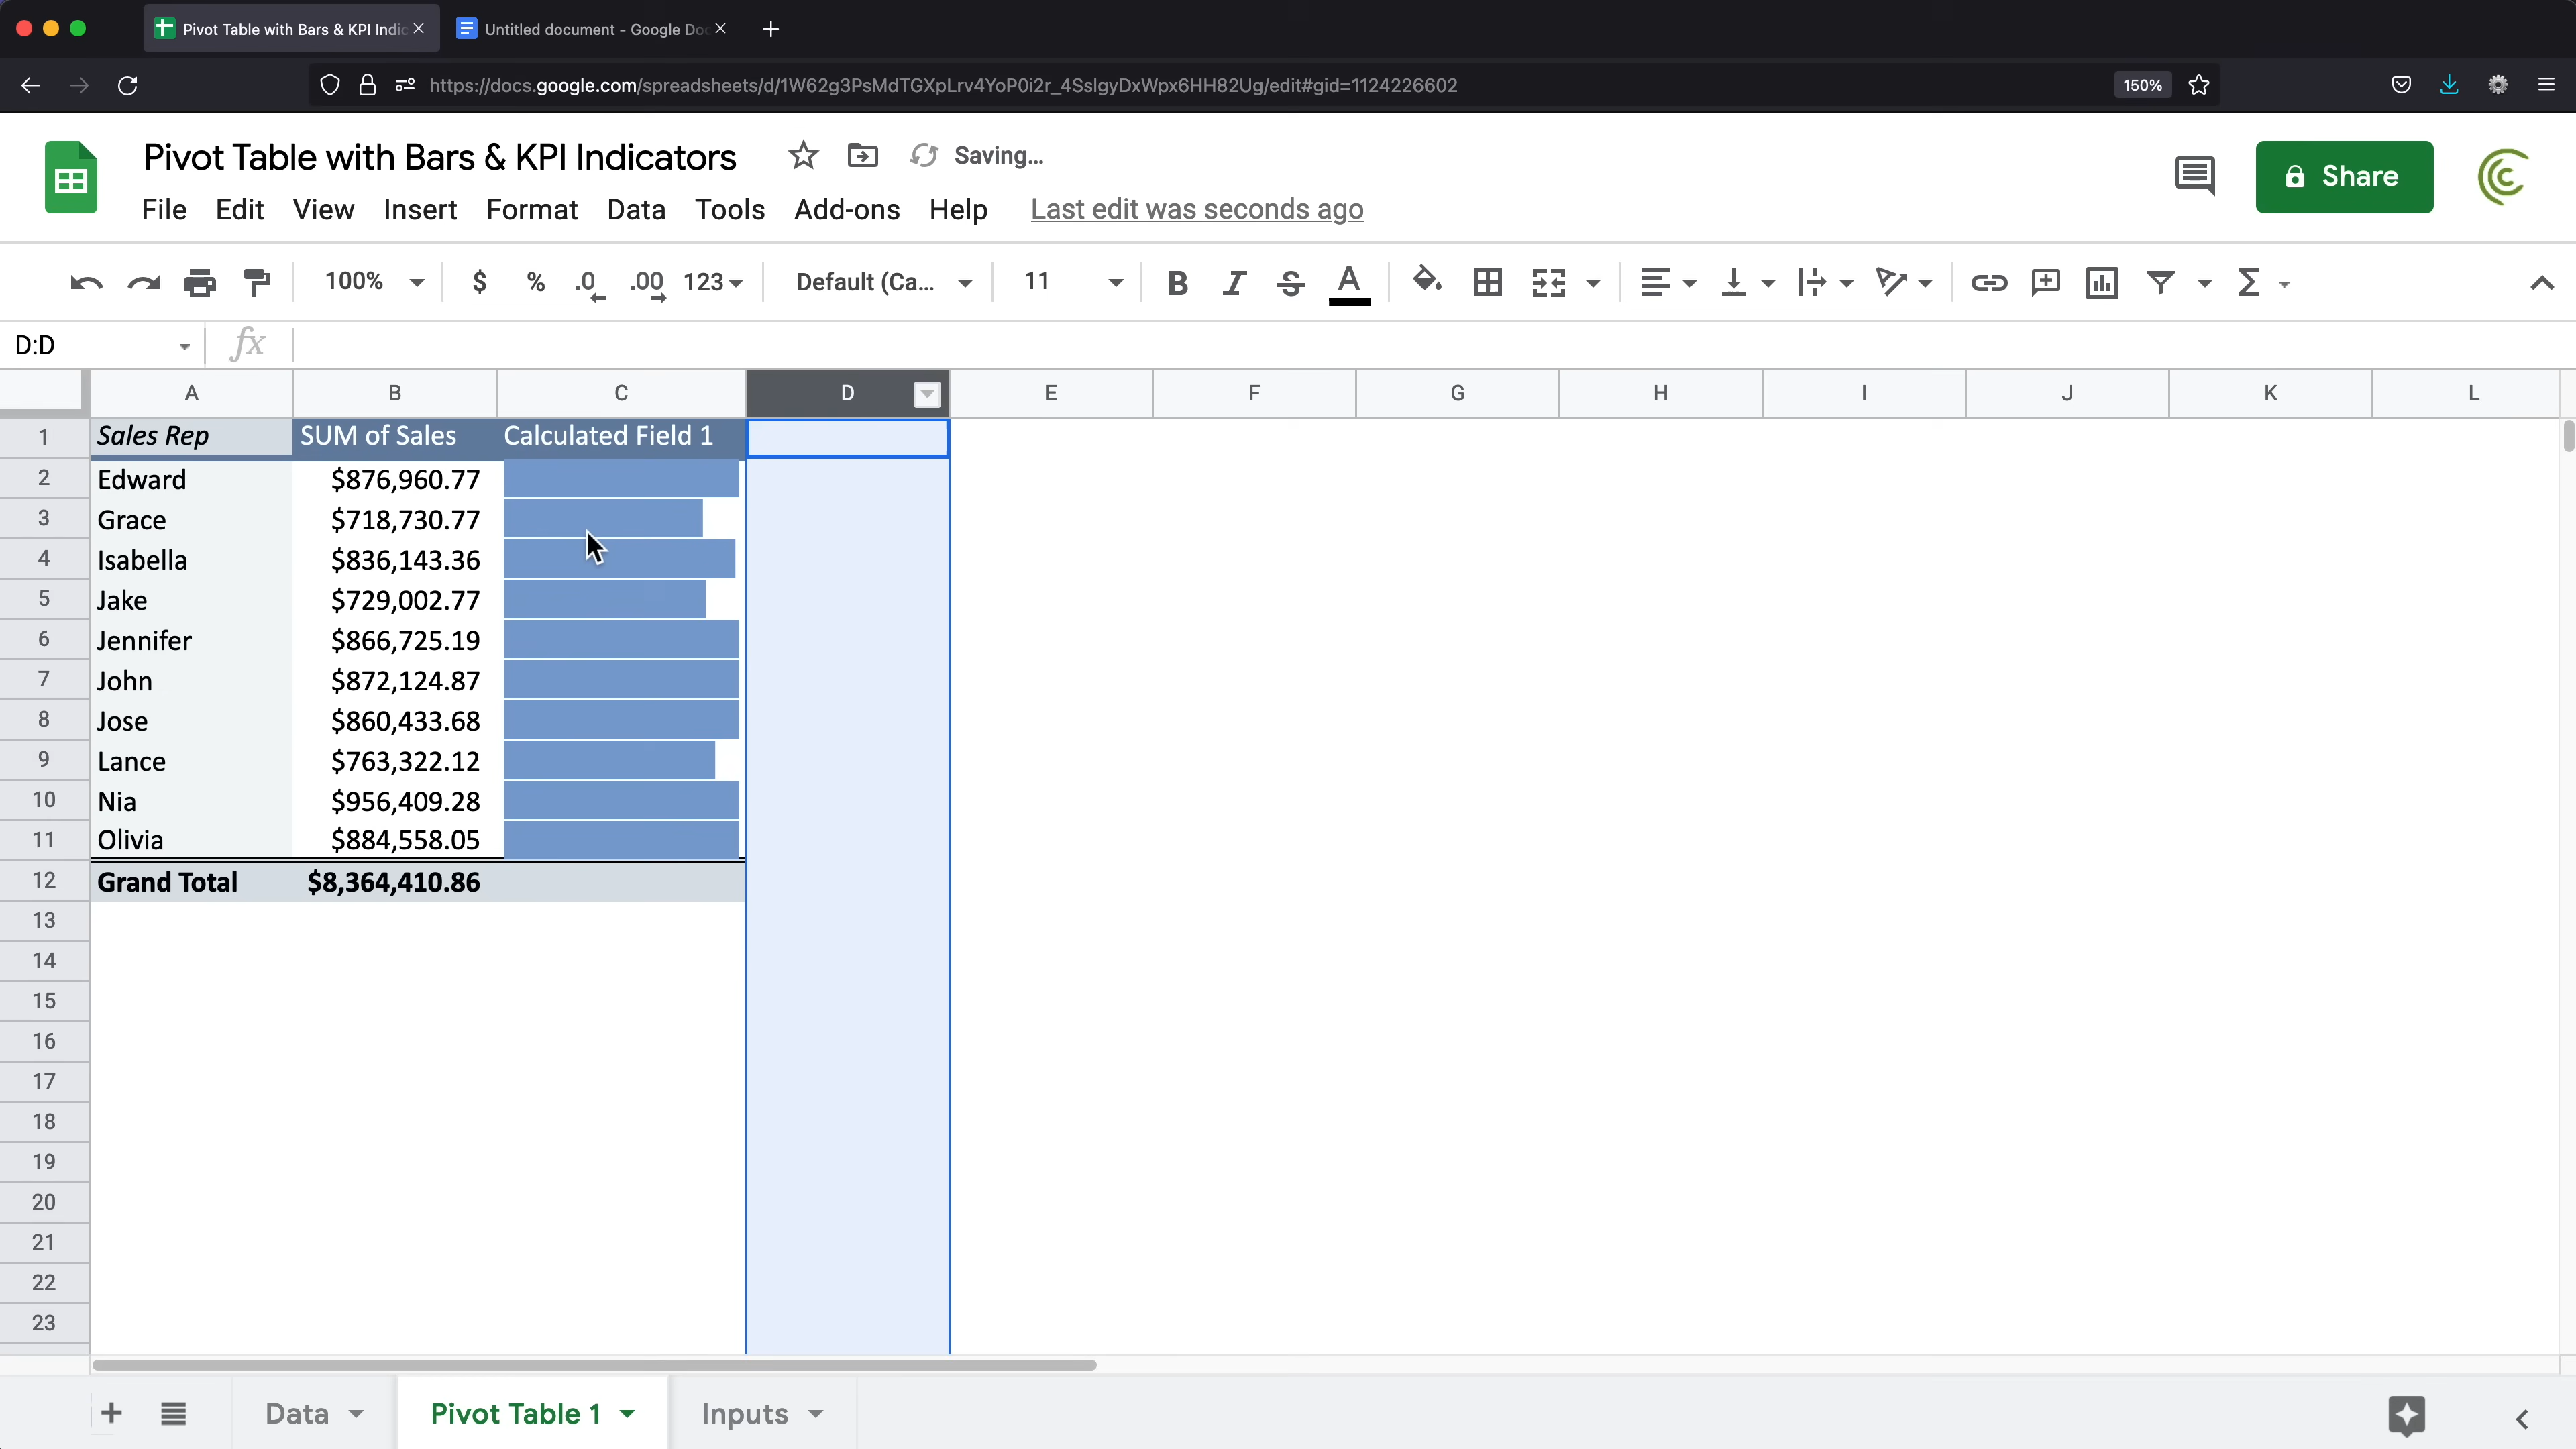 Pivot Table with Bars & KPI Indic
Untitled document - Google Doc
https://docs.google.com/spreadsheets/d/1W62g3PsMdTGXpLrv4YoP0i2r_4SslgyDxWpx6HH82Ug/edit#gid=1124226602
150%
Pivot Table with Bars & KPI Indicators
Saving...
Share
File Edit View Insert Format Data Tools Add-ons Help Last edit was seconds ago
100% $ % .0 .00 123 Default (Ca... 11 B I S A
D:D fx
A B C D E F G H I J K L
1 Sales Rep SUM of Sales Calculated Field 1
2 Edward $876,960.77
3 Grace $718,730.77
4 Isabella $836,143.36
5 Jake $729,002.77
6 Jennifer $866,725.19
7 John $872,124.87
8 Jose $860,433.68
9 Lance $763,322.12
10 Nia $956,409.28
11 Olivia $884,558.05
12 Grand Total $8,364,410.86
13
14
15
16
17
18
19
20
21
22
23
Data Pivot Table 1 Inputs